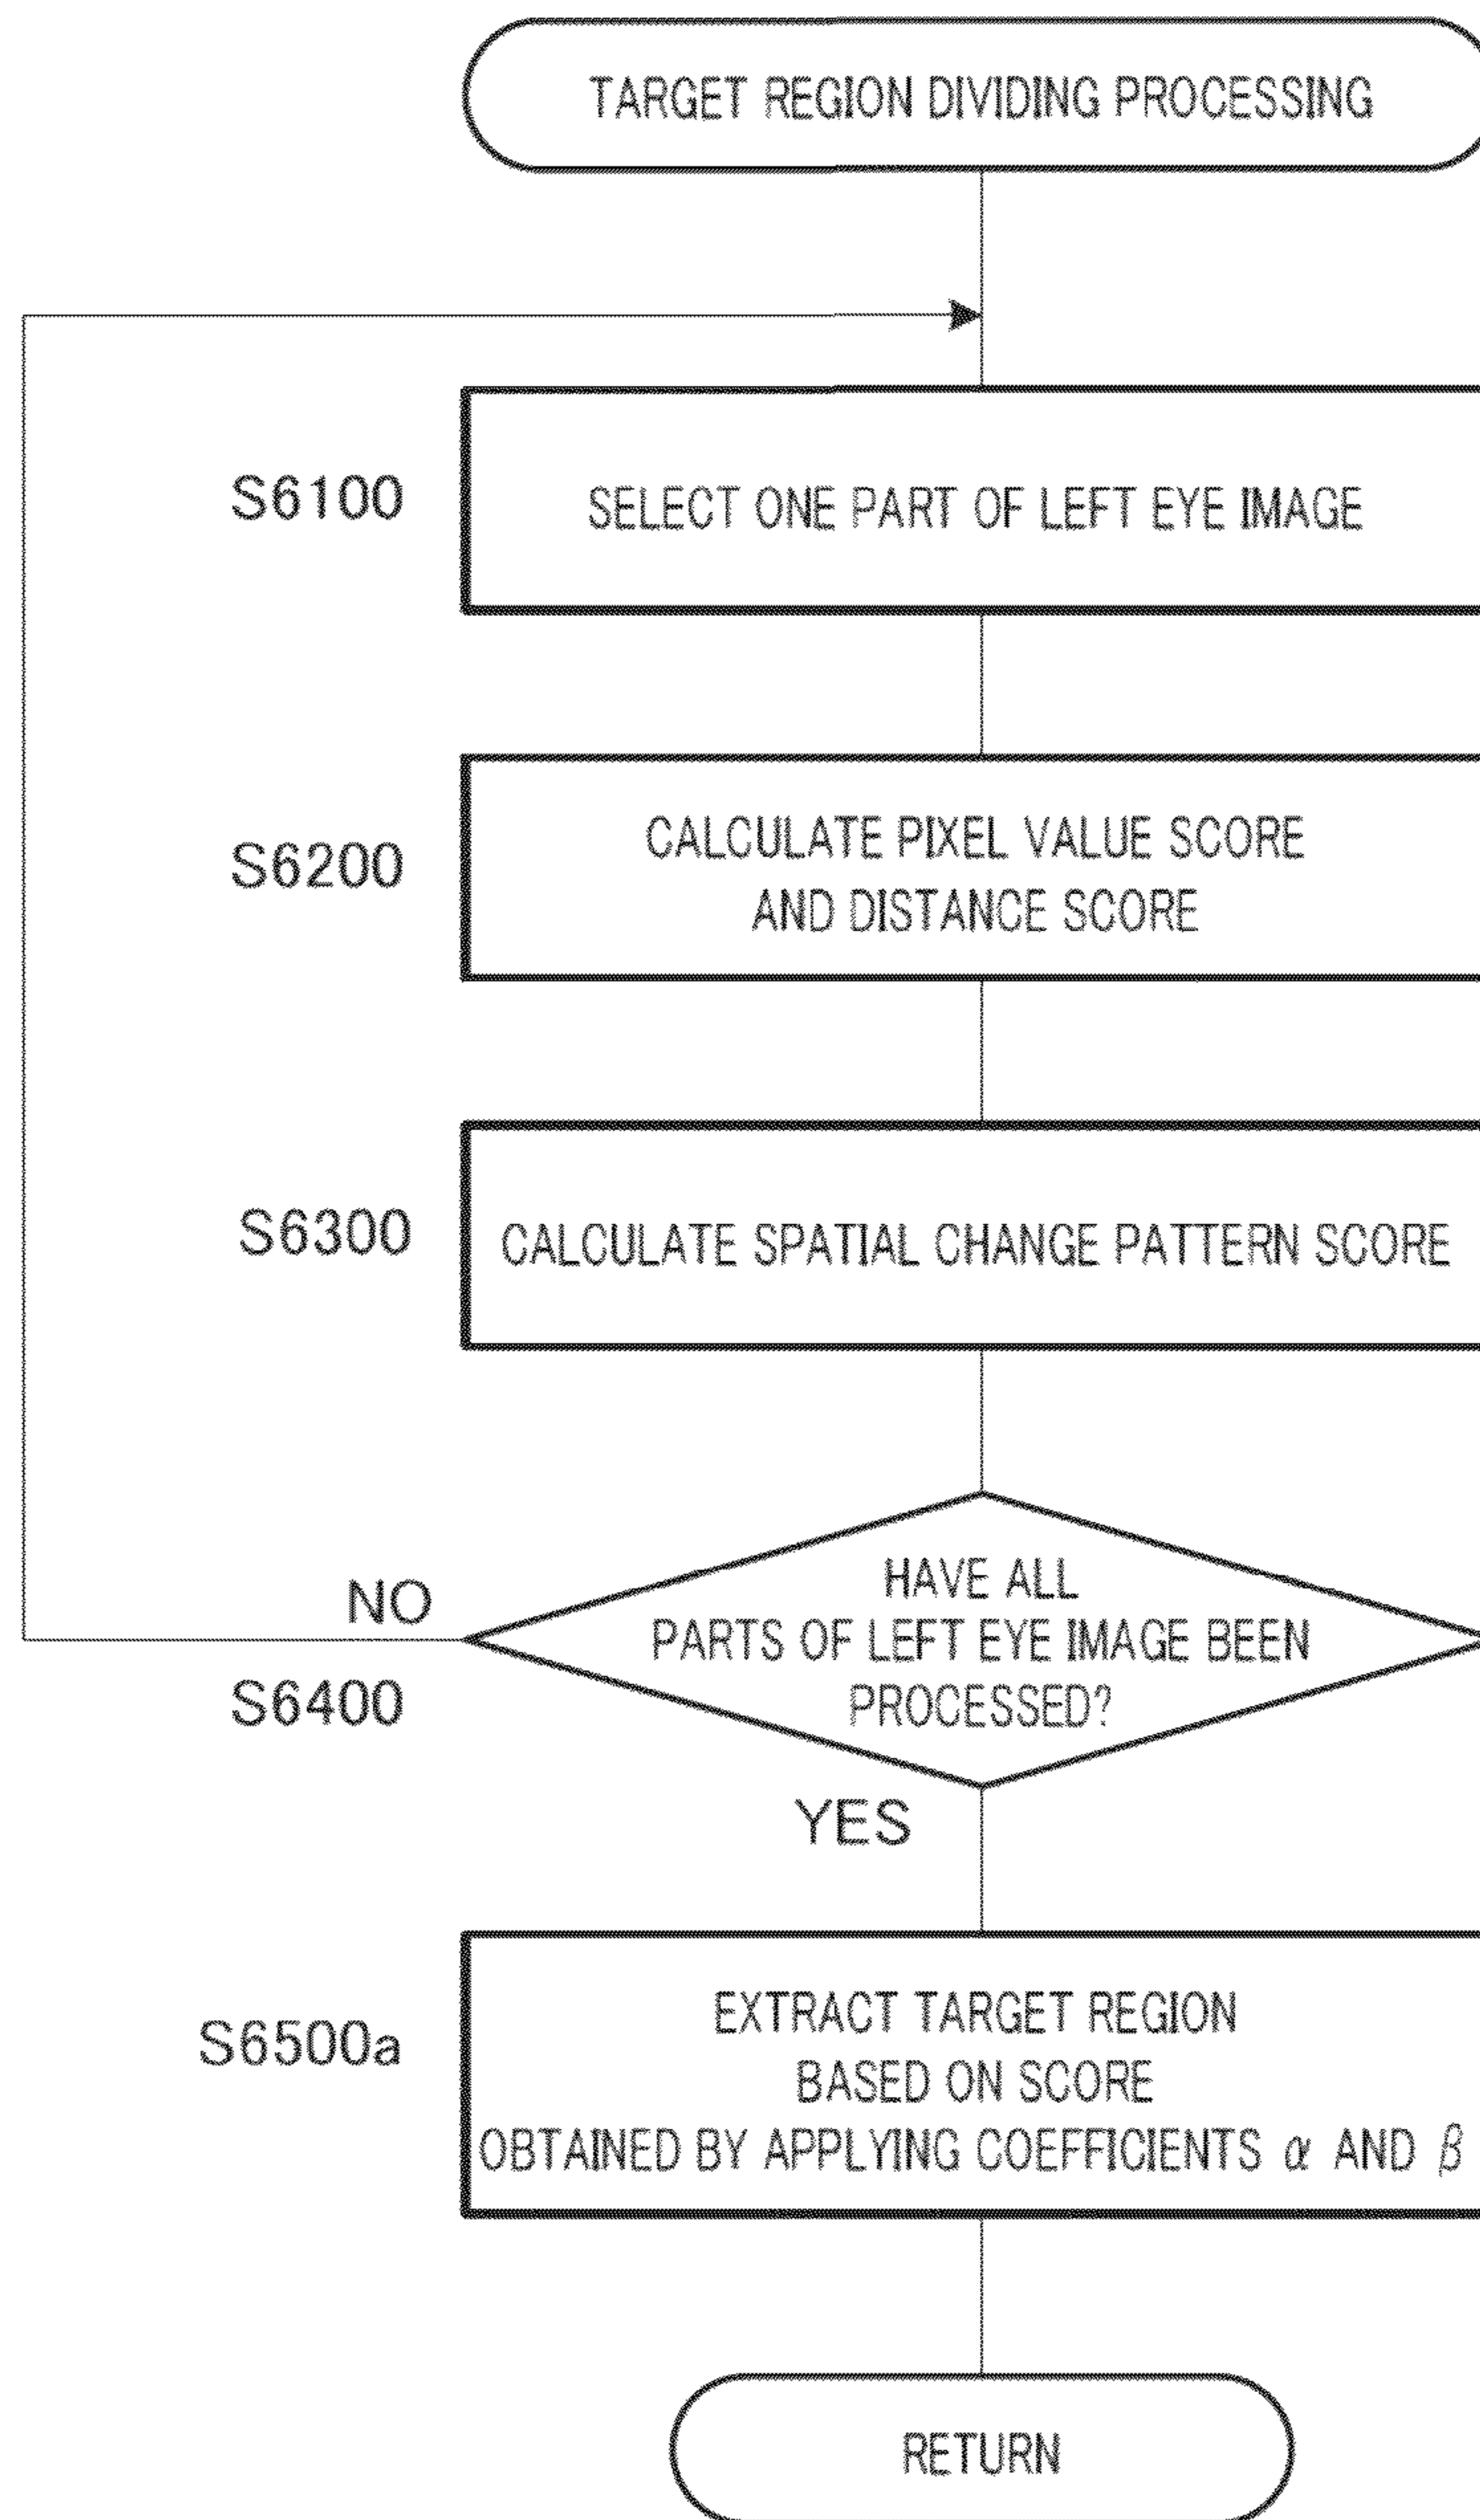 TARGET REGION DIVIDING PROCESSING
S6100
SELECT ONE PART OF LEFT EYE IMAGE
S6200
CALCULATE PIXEL VALUE SCORE
AND DISTANCE SCORE
S6300
CALCULATE SPATIAL CHANGE PATTERN SCORE
NO
S6400
HAVE ALL
PARTS OF LEFT EYE IMAGE BEEN
PROCESSED?
YES
S6500a
EXTRACT TARGET REGION
BASED ON SCORE
OBTAINED BY APPLYING COEFFICIENTS α AND β
RETURN